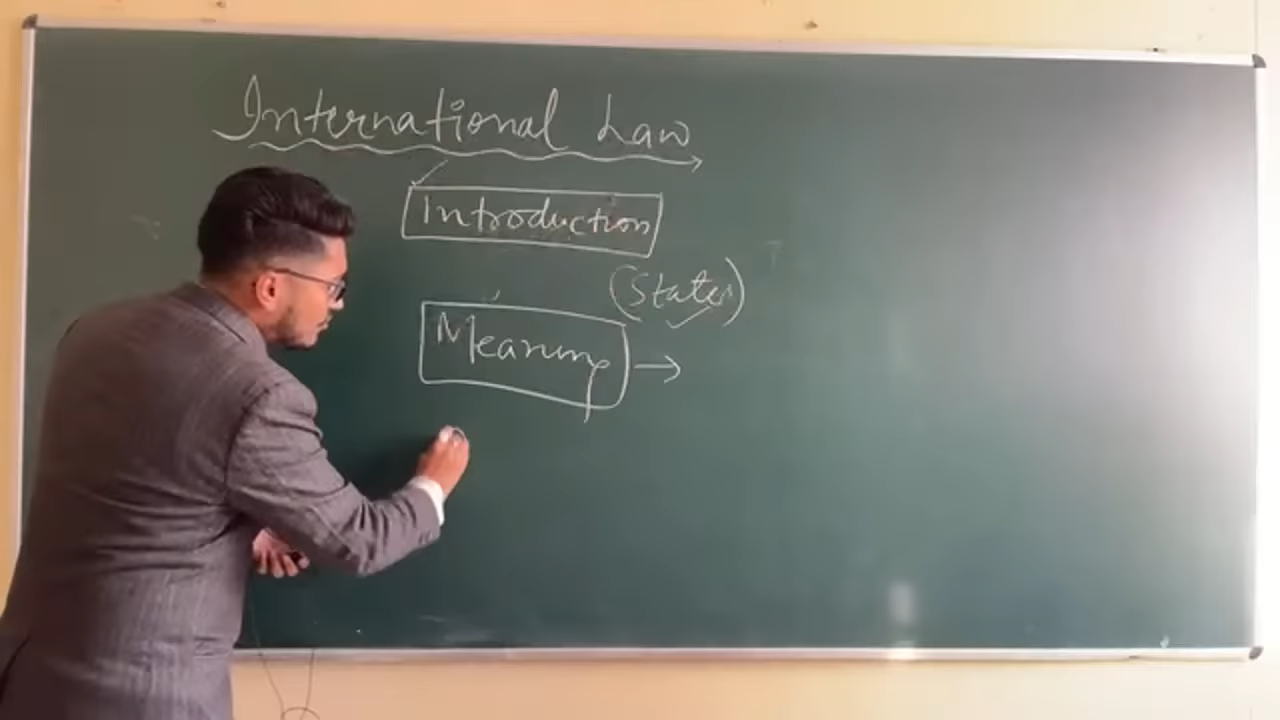 International Law
Introduction
(States)
Meaning →